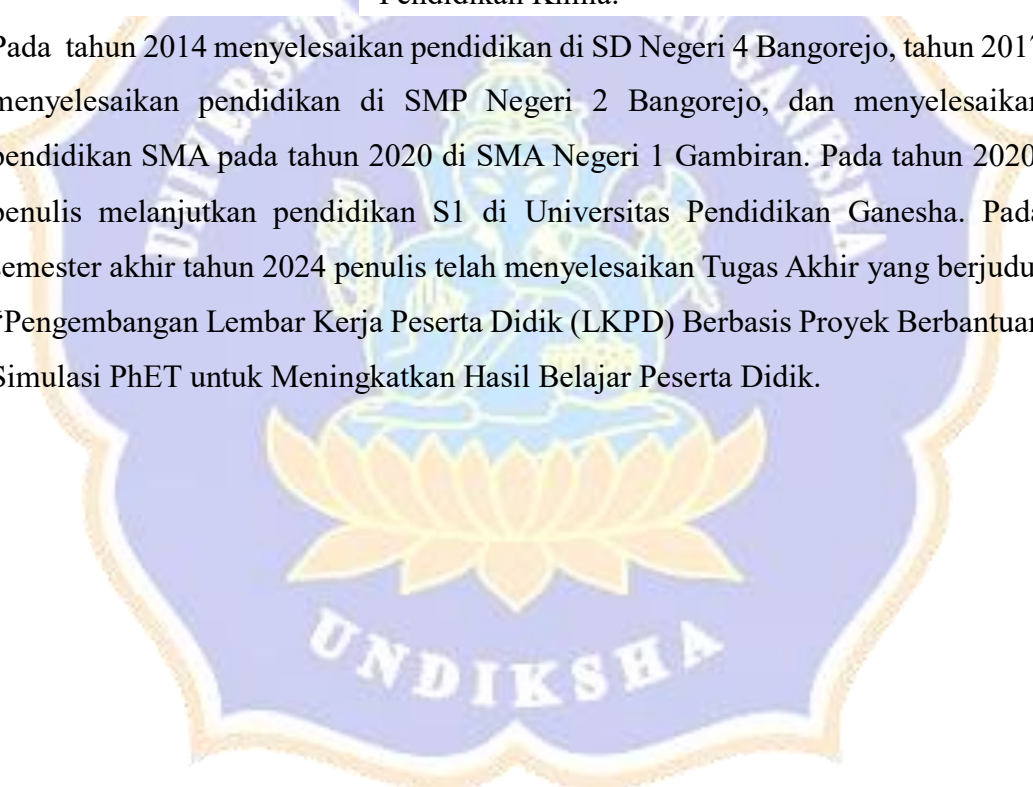 Pendidikan Kimia.
Pada tahun 2014 menyelesaikan pendidikan di SD Negeri 4 Bangorejo, tahun 2017
menyelesaikan pendidikan di SMP Negeri 2 Bangorejo, dan menyelesaikan
pendidikan SMA pada tahun 2020 di SMA Negeri 1 Gambiran. Pada tahun 2020
penulis melanjutkan pendidikan S1 di Universitas Pendidikan Ganesha. Pada
semester akhir tahun 2024 penulis telah menyelesaikan Tugas Akhir yang berjudul
“Pengembangan Lembar Kerja Peserta Didik (LKPD) Berbasis Proyek Berbantuan
Simulasi PhET untuk Meningkatkan Hasil Belajar Peserta Didik.
UNDIKSHA